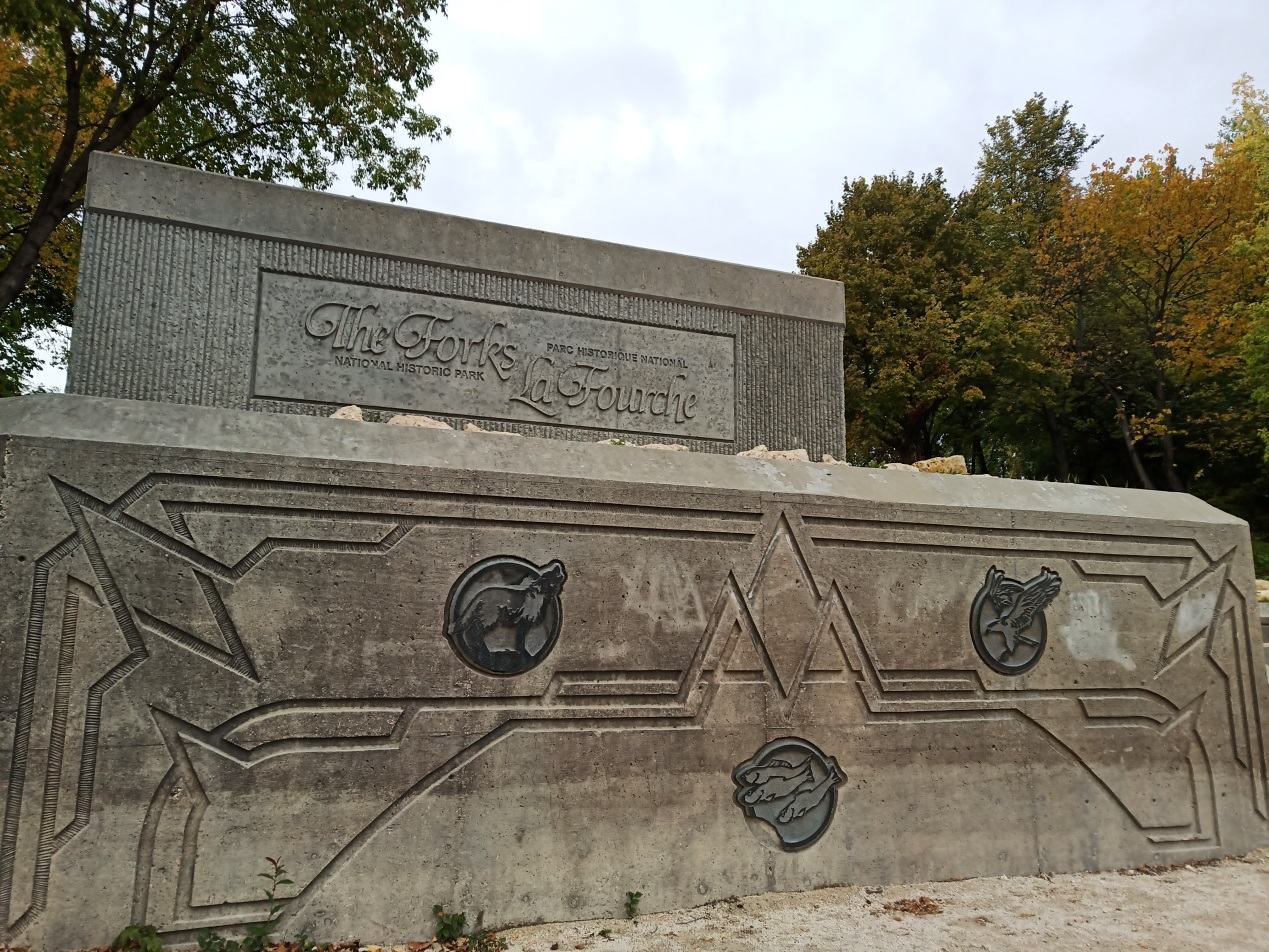 The Forks
NATIONAL HISTORIC PARK
PARC HISTORIQUE NATIONAL
La Fourche